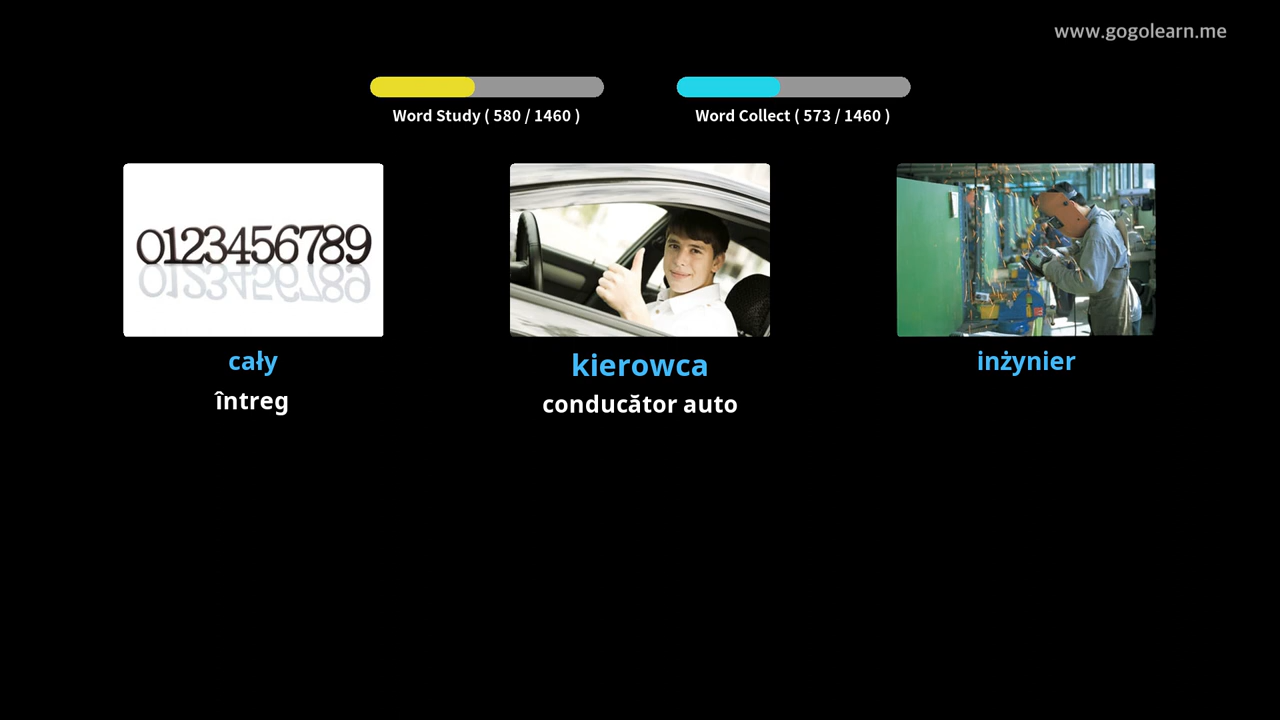 www.gogolearn.me
Word Study ( 580 / 1460 )
Word Collect ( 573 / 1460 )
0123456789
cały
întreg
kierowca
conducător auto
inżynier